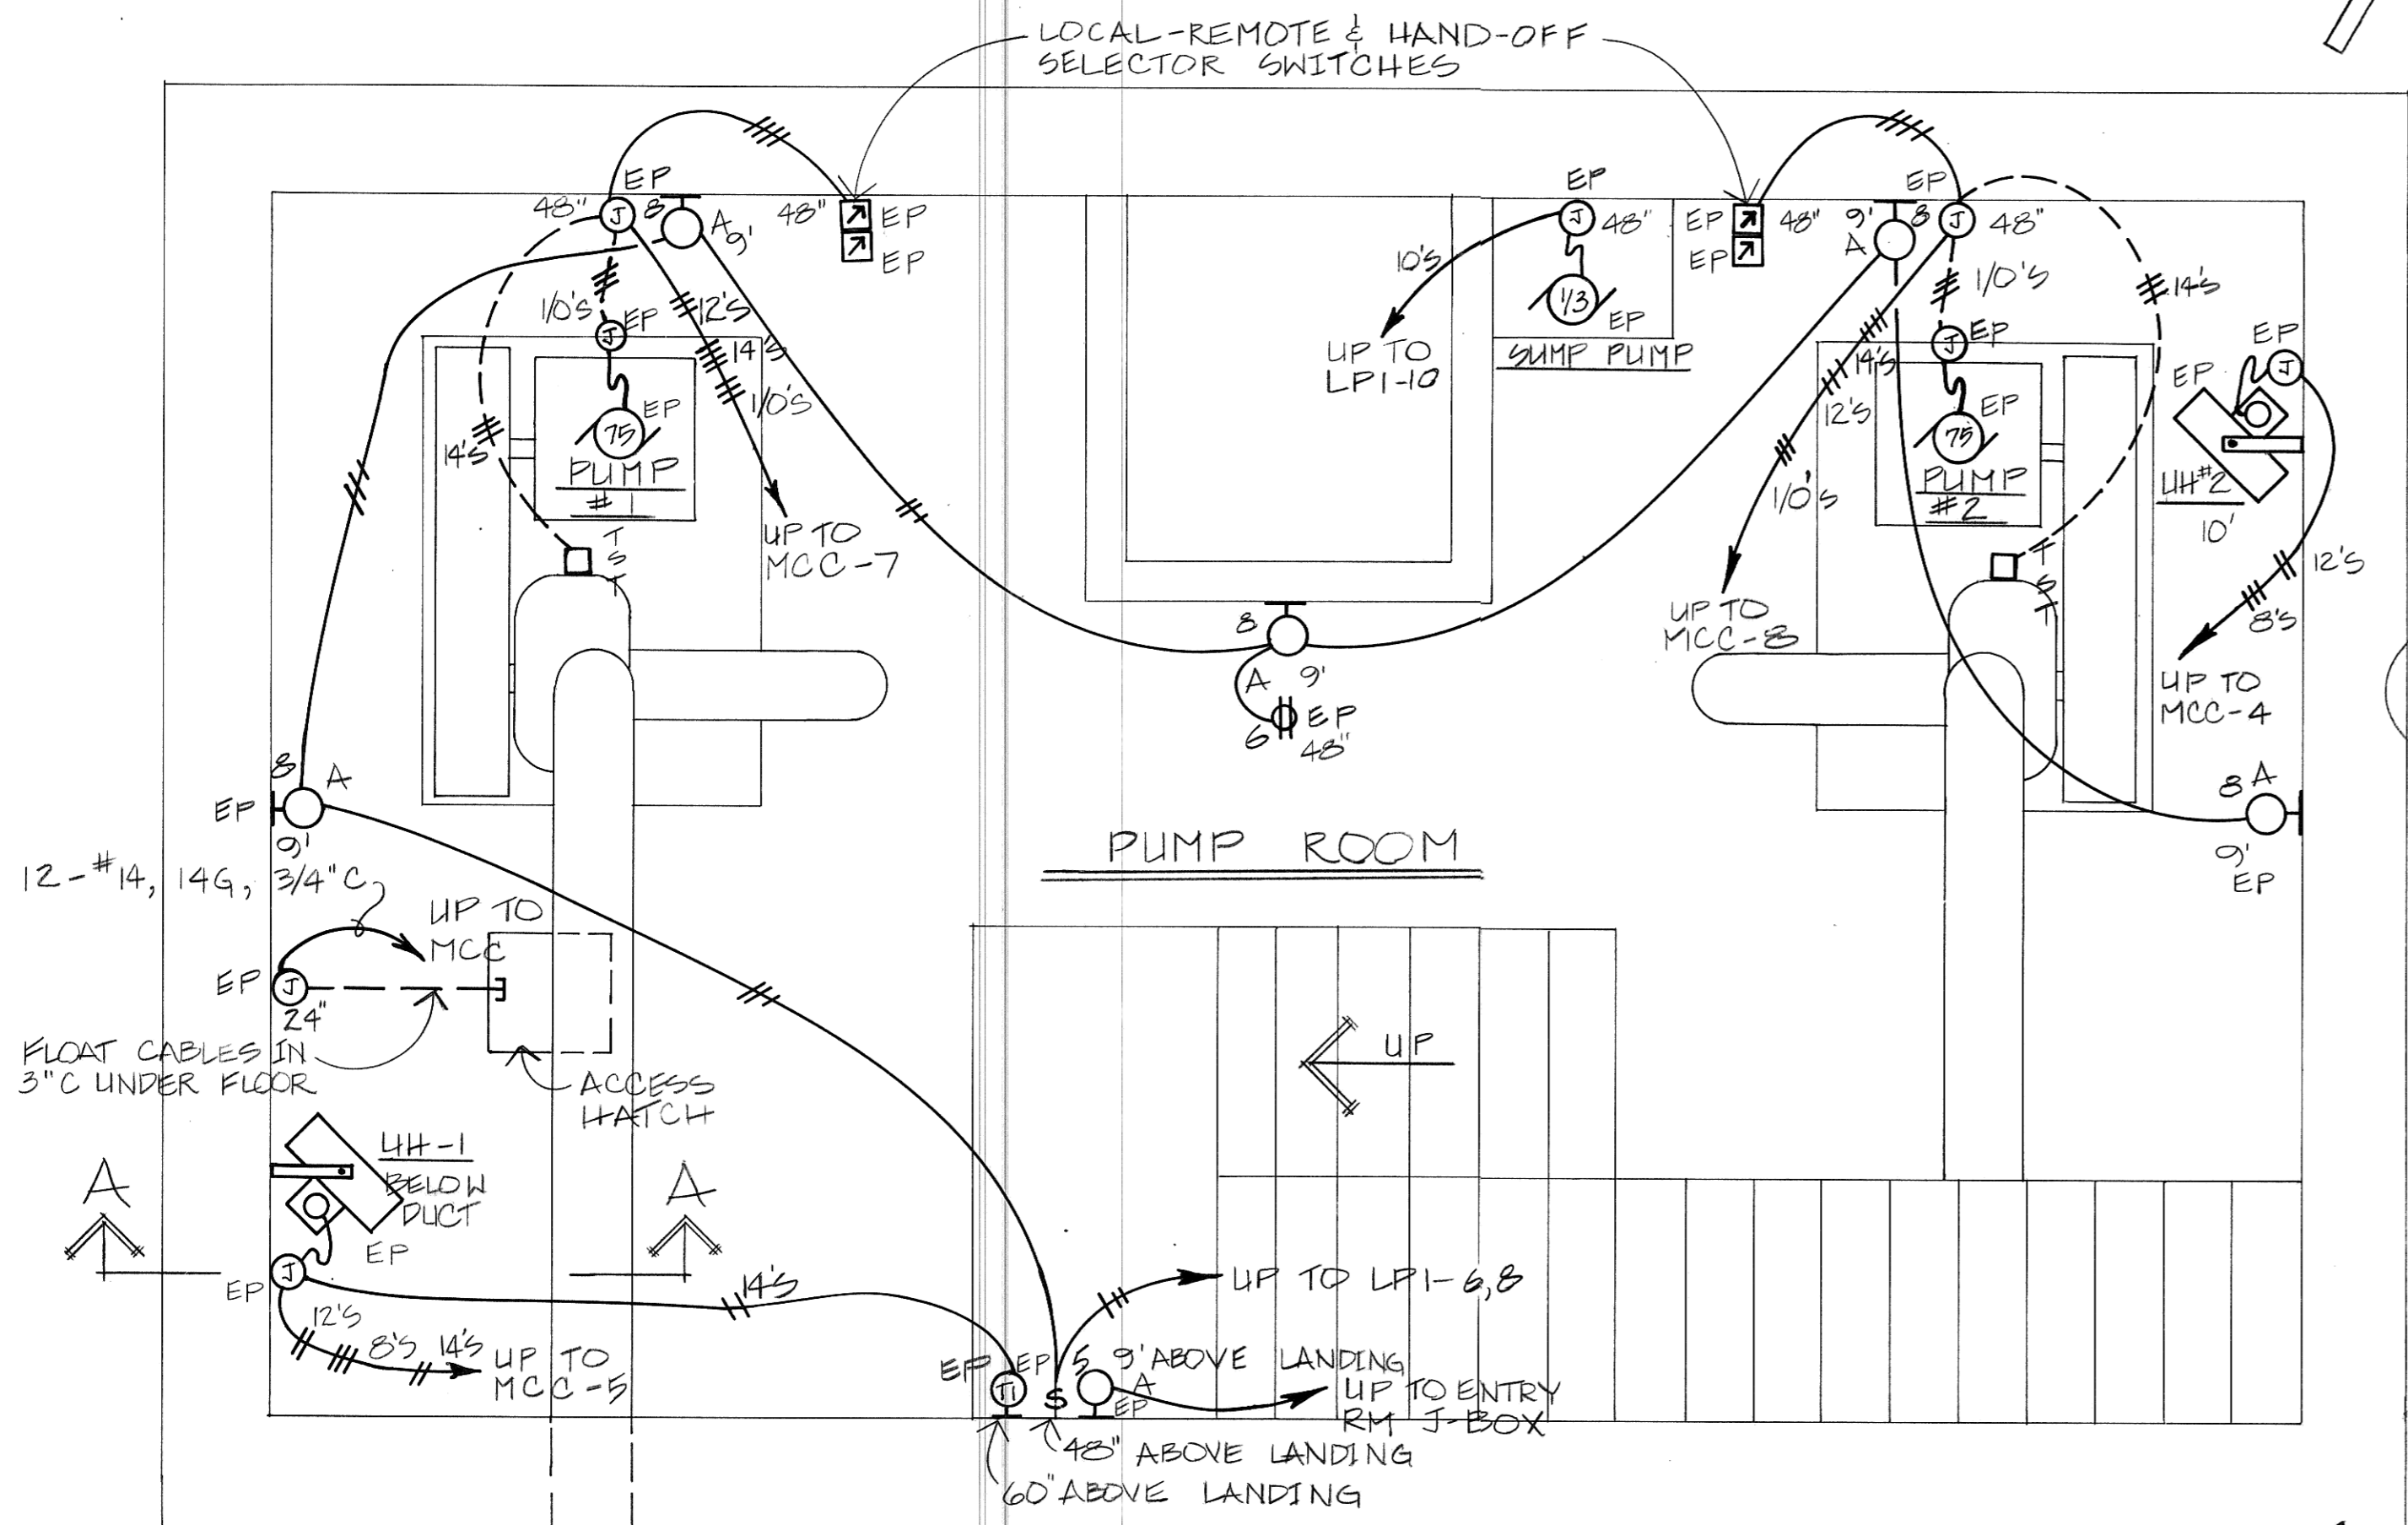 LOCAL-REMOTE & HAND-OFF
SELECTOR SWITCHES
EP
48"
J
8
A
9'
48"
EP
EP
EP
J
48"
10'S
1/3
EP
UP TO
LP1-10
SUMP PUMP
EP
48"
EP
9'
8
A
EP
J
48"
1/0'S
J
EP
12'S
14'S
1/0'S
14'S
EP
75
PUMP
#1
TST
UP TO
MCC-7
1/0'S
14'S
J
EP
14'S
12'S
1/0'S
EP
75
PUMP
#2
TST
UP TO
MCC-8
EP
J
EP
UH#2
10'
12'S
8'S
UP TO
MCC-4
8
A
9'
6
EP
48"
8
A
EP
9'
8
A
9'
EP
PUMP ROOM
12-#14, 14G, 3/4"C
UP TO
MCC
EP
J
24"
FLOAT CABLES IN
3"C UNDER FLOOR
ACCESS
HATCH
UP
UH-1
BELOW
DUCT
EP
A
A
EP
J
14'S
12'S
8'S
14'S
UP TO
MCC-5
UP TO LP1-6,8
EP
T1
EP
S
5
9' ABOVE LANDING
A
EP
UP TO ENTRY
RM J-BOX
48" ABOVE LANDING
60" ABOVE LANDING